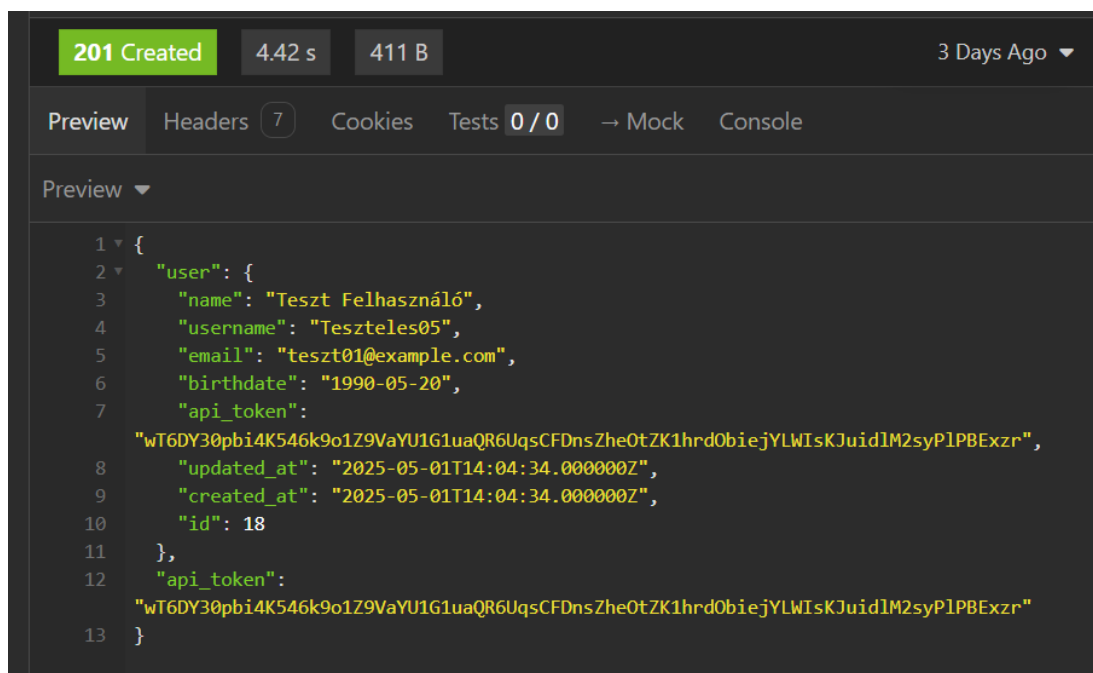 201 Created 4.42 s 411 B 3 Days Ago
Preview Headers 7 Cookies Tests 0 / 0 → Mock Console
Preview
1 {
2 "user": {
3 "name": "Teszt Felhasználó",
4 "username": "Teszteles05",
5 "email": "teszt01@example.com",
6 "birthdate": "1990-05-20",
7 "api_token":
"wT6DY30pbi4K546k9o1Z9VaYU1G1uaQR6UqsCFDnsZheOtZK1hrdObiejYLWIsKJuidlM2syPlPBExzr",
8 "updated_at": "2025-05-01T14:04:34.000000Z",
9 "created_at": "2025-05-01T14:04:34.000000Z",
10 "id": 18
11 },
12 "api_token":
"wT6DY30pbi4K546k9o1Z9VaYU1G1uaQR6UqsCFDnsZheOtZK1hrdObiejYLWIsKJuidlM2syPlPBExzr"
13 }